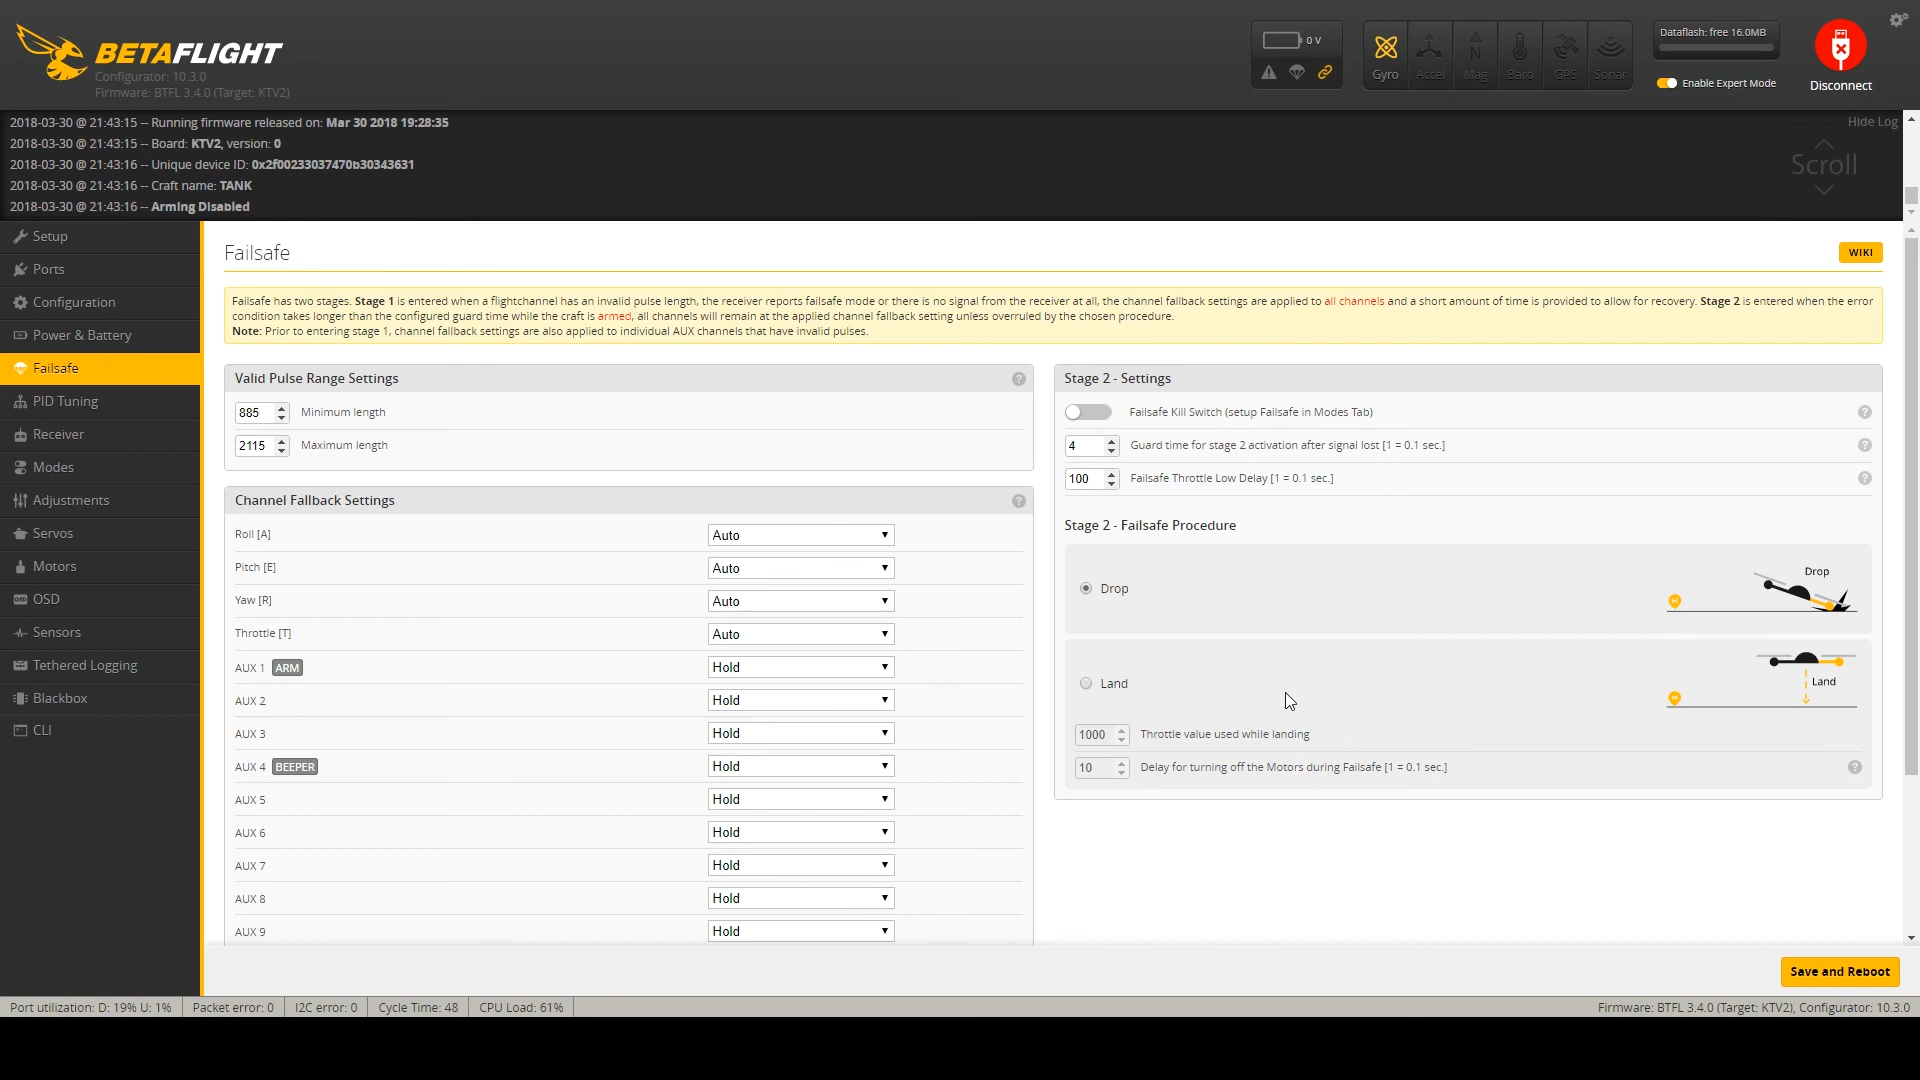 BETAFLIGHT
Configurator: 10.3.0
Firmware: BTFL 3.4.0 (Target: KTV2)
0 V
Gyro
Accel
Mag
Baro
GPS
Sonar
Dataflash: free 16.0MB
Enable Expert Mode
Disconnect
2018-03-30 @ 21:43:15 -- Running firmware released on: Mar 30 2018 19:28:35
2018-03-30 @ 21:43:15 -- Board: KTV2, version: 0
2018-03-30 @ 21:43:16 -- Unique device ID: 0x2f00233037470b30343631
2018-03-30 @ 21:43:16 -- Craft name: TANK
2018-03-30 @ 21:43:16 -- Arming Disabled
Hide Log
Scroll
Setup
Ports
Configuration
Power & Battery
Failsafe
PID Tuning
Receiver
Modes
Adjustments
Servos
Motors
OSD
Sensors
Tethered Logging
Blackbox
CLI
Failsafe
WIKI
Failsafe has two stages. Stage 1 is entered when a flightchannel has an invalid pulse length, the receiver reports failsafe mode or there is no signal from the receiver at all, the channel fallback settings are applied to all channels and a short amount of time is provided to allow for recovery. Stage 2 is entered when the error
condition takes longer than the configured guard time while the craft is armed, all channels will remain at the applied channel fallback setting unless overruled by the chosen procedure.
Note: Prior to entering stage 1, channel fallback settings are also applied to individual AUX channels that have invalid pulses.
Valid Pulse Range Settings
885 Minimum length
2115 Maximum length
Channel Fallback Settings
Roll [A] Auto
Pitch [E] Auto
Yaw [R] Auto
Throttle [T] Auto
AUX 1 ARM Hold
AUX 2 Hold
AUX 3 Hold
AUX 4 BEEPER Hold
AUX 5 Hold
AUX 6 Hold
AUX 7 Hold
AUX 8 Hold
AUX 9 Hold
Stage 2 - Settings
Failsafe Kill Switch (setup Failsafe in Modes Tab)
4 Guard time for stage 2 activation after signal lost [1 = 0.1 sec.]
100 Failsafe Throttle Low Delay [1 = 0.1 sec.]
Stage 2 - Failsafe Procedure
Drop
Drop
H
Land
Land
H
1000 Throttle value used while landing
10 Delay for turning off the Motors during Failsafe [1 = 0.1 sec.]
Save and Reboot
Port utilization: D: 19% U: 1%
Packet error: 0
I2C error: 0
Cycle Time: 48
CPU Load: 61%
Firmware: BTFL 3.4.0 (Target: KTV2), Configurator: 10.3.0